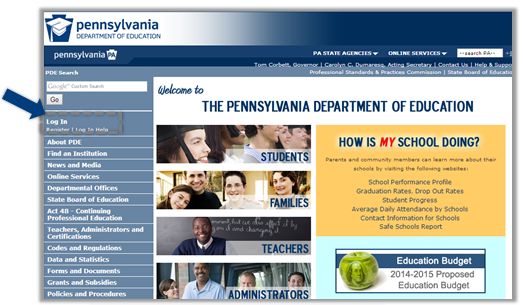 pennsylvania
DEPARTMENT OF EDUCATION
pennsylvania PA
PA STATE AGENCIES
ONLINE SERVICES
--search PA--
Tom Corbett, Governor | Carolyn C. Dumaresq, Acting Secretary | Contact Us | Help & Suppo
Professional Standards & Practices Commission | State Board of Educatio
PDE Search
Google Custom Search
Go
Log In
Register | Log In Help
About PDE
Find an Institution
News and Media
Online Services
Departmental Offices
State Board of Education
Act 48 - Continuing
Professional Education
Teachers, Administrators and
Certifications
Codes and Regulations
Data and Statistics
Forms and Documents
Grants and Subsidies
Policies and Procedures
Welcome to
THE PENNSYLVANIA DEPARTMENT OF EDUCATION
STUDENTS
FAMILIES
TEACHERS
ADMINISTRATORS
HOW IS MY SCHOOL DOING?
Parents and community members can learn more about their
schools by visiting the following websites:
School Performance Profile
Graduation Rates, Drop Out Rates
Student Progress
Average Daily Attendance by Schools
Contact Information for Schools
Safe Schools Report
Education Budget
2014-2015 Proposed
Education Budget